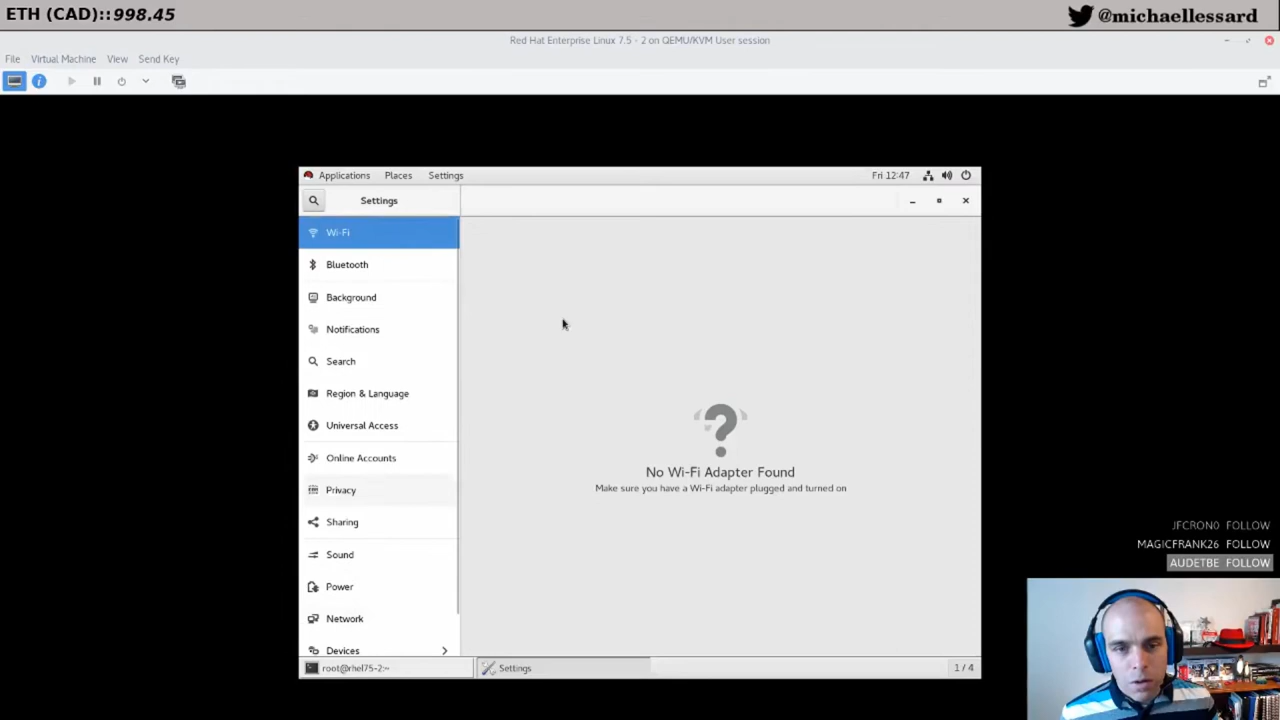 ETH (CAD)::998.45
@michaellessard
Red Hat Enterprise Linux 7.5 - 2 on QEMU/KVM User session
File Virtual Machine View Send Key
Applications Places Settings Fri 12:47
Settings
Wi-Fi
Bluetooth
Background
Notifications
Search
Region & Language
Universal Access
Online Accounts
Privacy
Sharing
Sound
Power
Network
Devices
No Wi-Fi Adapter Found
Make sure you have a Wi-Fi adapter plugged and turned on
root@rhel75-2:~ Settings 1 / 4
JFCRON0 FOLLOW
MAGICFRANK26 FOLLOW
AUDETBE FOLLOW